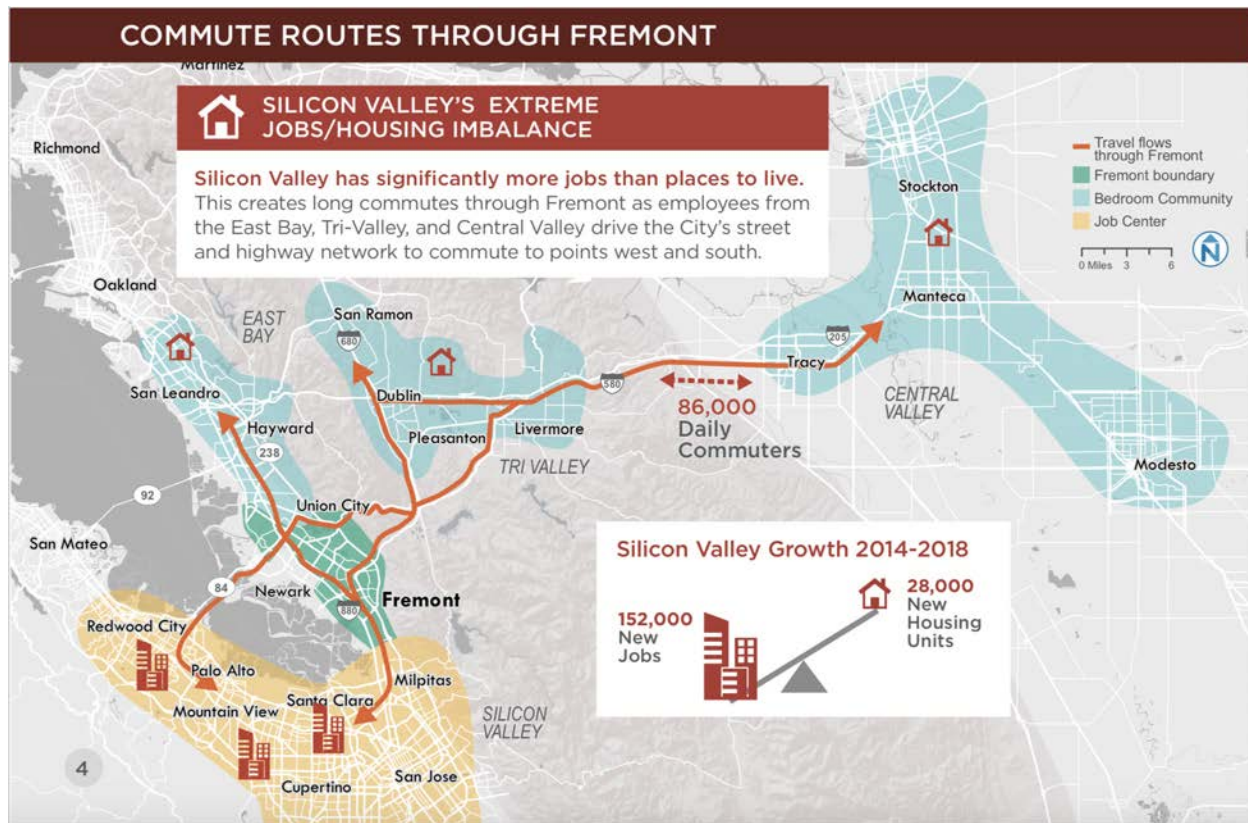 COMMUTE ROUTES THROUGH FREMONT
Martinez
SILICON VALLEY'S EXTREME
JOBS/HOUSING IMBALANCE
Silicon Valley has significantly more jobs than places to live.
This creates long commutes through Fremont as employees from
the East Bay, Tri-Valley, and Central Valley drive the City's street
and highway network to commute to points west and south.
Travel flows
through Fremont
Fremont boundary
Bedroom Community
Job Center
0 Miles 3 6
N
Richmond
Oakland
EAST
BAY
San Ramon
680
Stockton
Manteca
San Leandro
Dublin
580
Tracy
205
CENTRAL
VALLEY
86,000
Daily
Commuters
Hayward
238
Pleasanton
Livermore
TRI VALLEY
Modesto
92
Union City
San Mateo
84
Newark
880
Fremont
Redwood City
Palo Alto
Mountain View
Santa Clara
Milpitas
SILICON
VALLEY
Cupertino
San Jose
Silicon Valley Growth 2014-2018
152,000
New
Jobs
28,000
New
Housing
Units
4